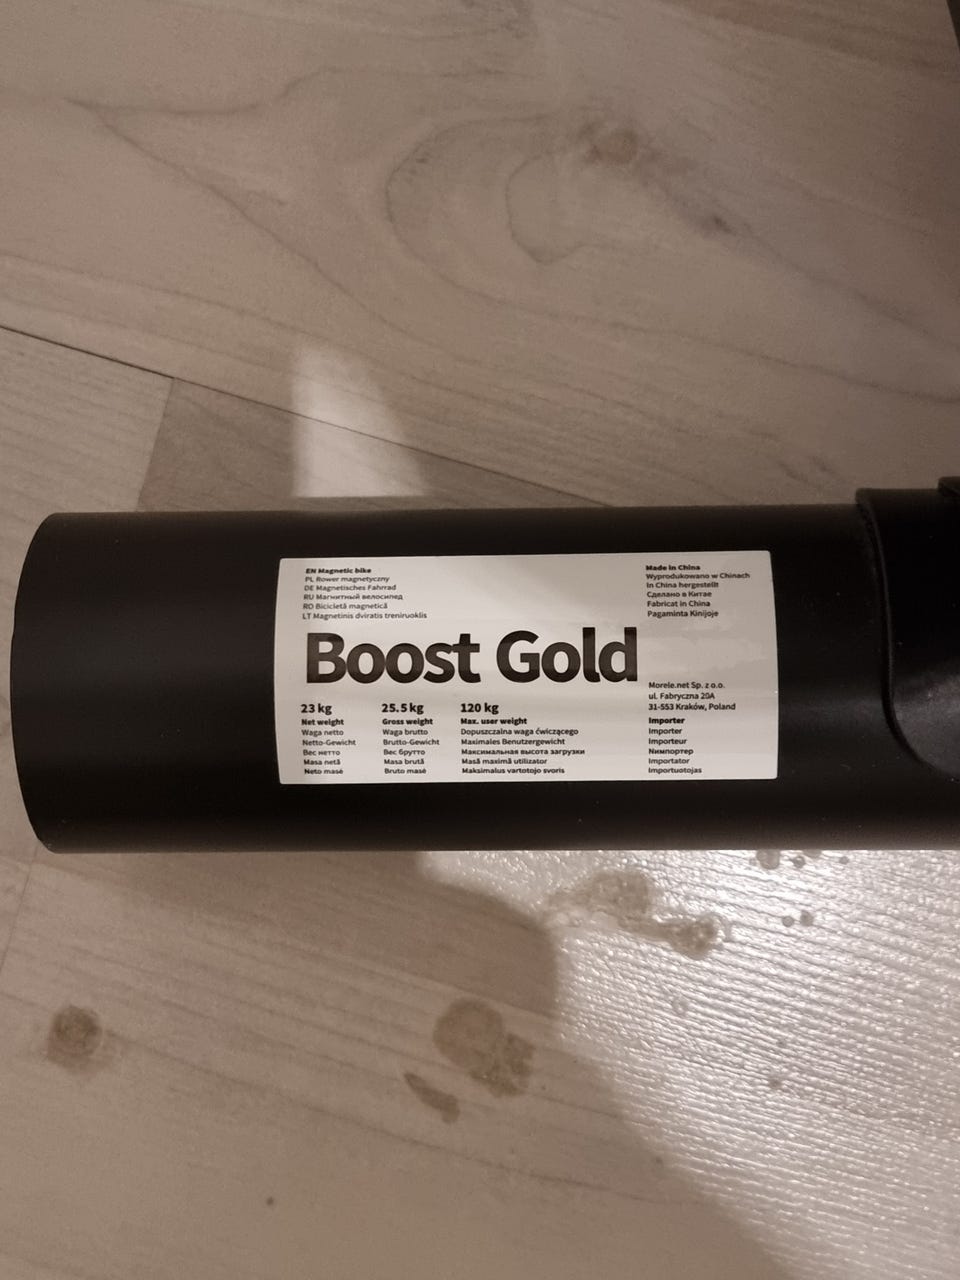 EN Magnetic bike
PL Rower magnetyczny
DE Magnetisches Fahrrad
RU Магнитный велосипед
RO Bicicletă magnetică
LT Magnetinis dviratis treniruoklis
Made in China
Wyprodukowano w Chinach
In China hergestellt
Сделано в Китае
Fabricat in China
Pagaminta Kinijoje
Boost Gold
Morele.net Sp. z o.o.
ul. Fabryczna 20A
31-553 Kraków, Poland
23 kg
Net weight
Waga netto
Netto-Gewicht
Вес нетто
Masa netă
Neto masė
25.5 kg
Gross weight
Waga brutto
Brutto-Gewicht
Вес брутто
Masa brută
Bruto masė
120 kg
Max. user weight
Dopuszczalna waga ćwiczącego
Maximales Benutzergewicht
Максимальная высота загрузки
Masă maximă utilizator
Maksimalus vartotojo svoris
Importer
Importer
Importeur
Nимпортер
Importator
Importuotojas